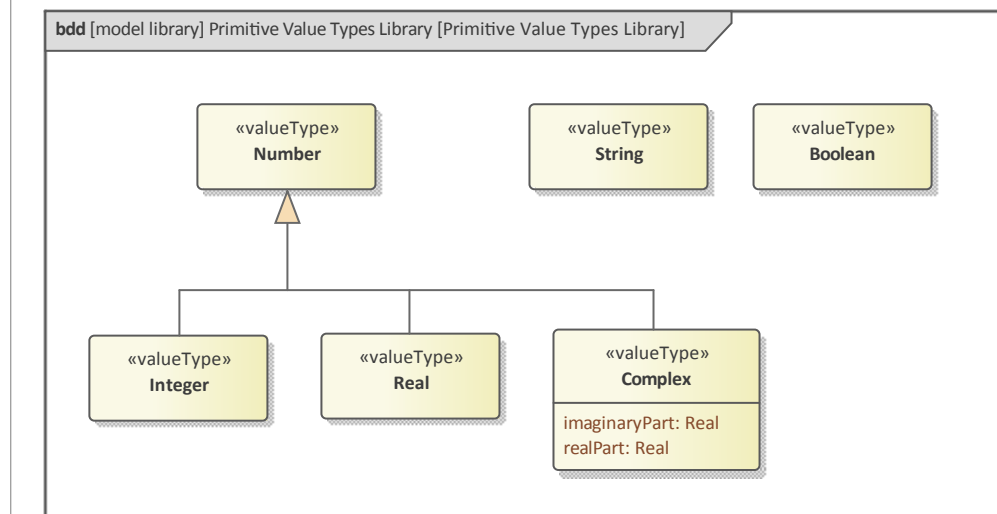 bdd [model library] Primitive Value Types Library [Primitive Value Types Library]
«valueType»
Number
«valueType»
String
«valueType»
Boolean
«valueType»
Integer
«valueType»
Real
«valueType»
Complex
imaginaryPart: Real
realPart: Real